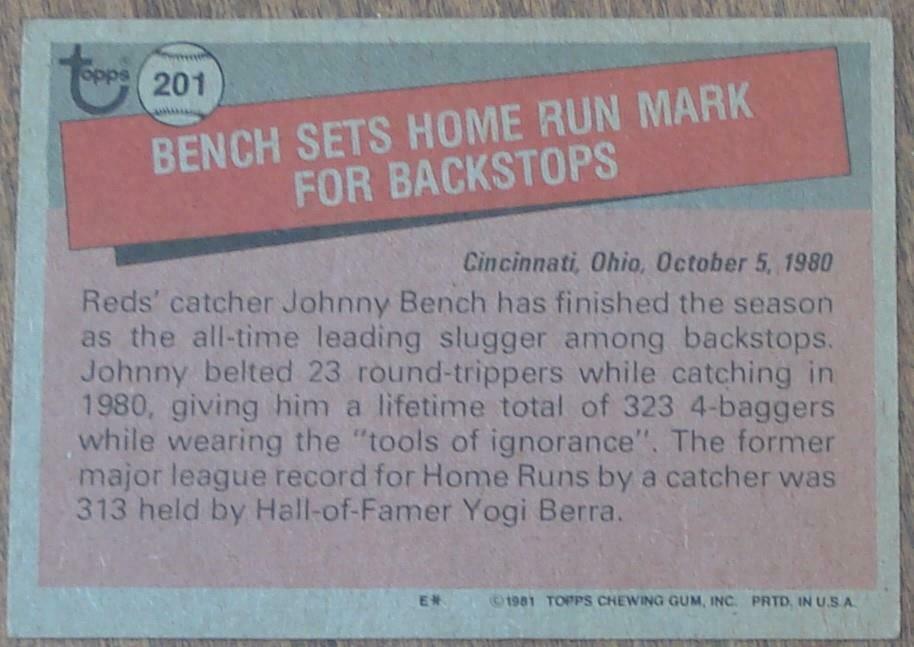 Topps
201
BENCH SETS HOME RUN MARK
FOR BACKSTOPS
Cincinnati, Ohio, October 5, 1980
Reds' catcher Johnny Bench has finished the season
as the all-time leading slugger among backstops.
Johnny belted 23 round-trippers while catching in
1980, giving him a lifetime total of 323 4-baggers
while wearing the "tools of ignorance". The former
major league record for Home Runs by a catcher was
313 held by Hall-of-Famer Yogi Berra.
E* ©1981 TOPPS CHEWING GUM, INC. PRTD. IN U.S.A.